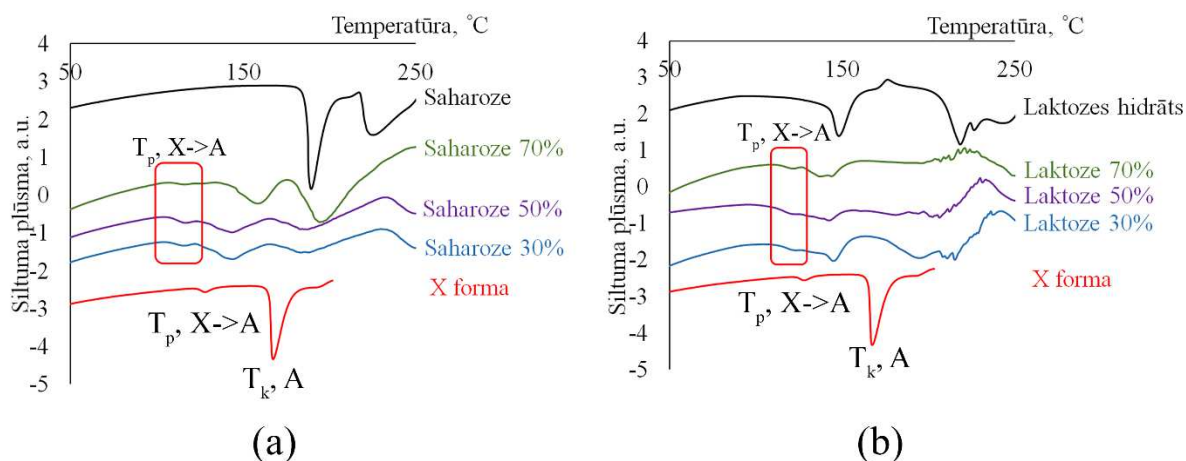 Temperatūra, °C
Siltuma plūsma, a.u.
4
3
2
1
0
-1
-2
-3
-4
-5
50
150
250
Saharoze
Tp, X->A
Saharoze 70%
Saharoze 50%
Saharoze 30%
X forma
Tp, X->A
Tk, A
(a)
Temperatūra, °C
Siltuma plūsma, a.u.
4
3
2
1
0
-1
-2
-3
-4
-5
50
150
250
Laktozes hidrāts
Tp, X->A
Laktoze 70%
Laktoze 50%
Laktoze 30%
X forma
Tp, X->A
Tk, A
(b)